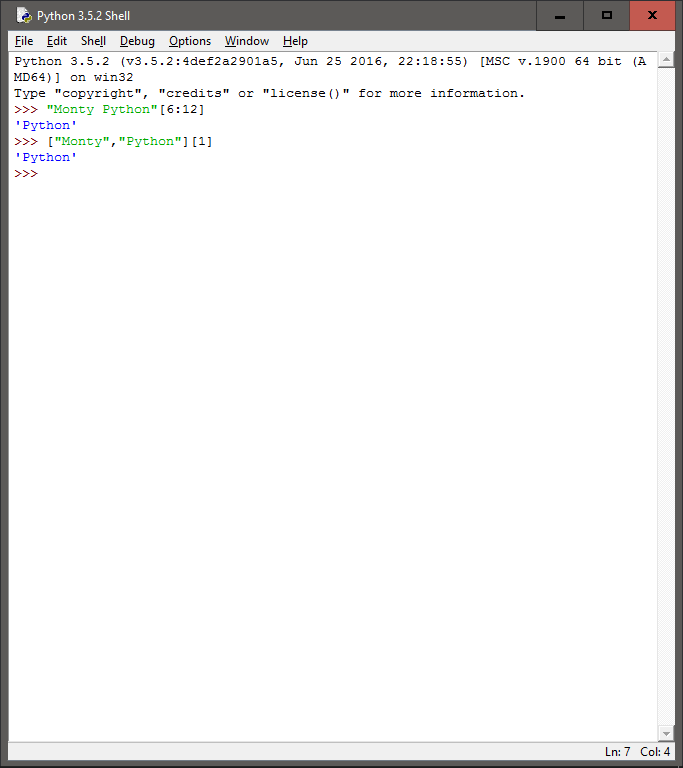 Python 3.5.2 Shell
File Edit Shell Debug Options Window Help
Python 3.5.2 (v3.5.2:4def2a2901a5, Jun 25 2016, 22:18:55) [MSC v.1900 64 bit (A
MD64)] on win32
Type "copyright", "credits" or "license()" for more information.
>>> "Monty Python"[6:12]
'Python'
>>> ["Monty","Python"][1]
'Python'
>>>
Ln: 7 Col: 4